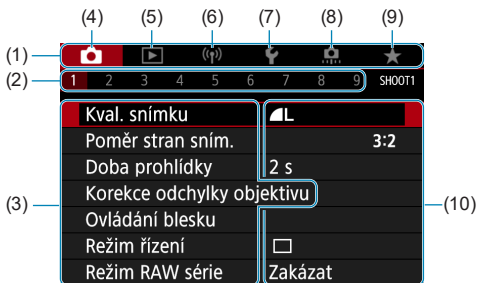 (4) (5) (6) (7) (8) (9)
(1)
(2) 1 2 3 4 5 6 7 8 9 SHOOT1
Kval. snímku L
Poměr stran sním. 3:2
Doba prohlídky 2 s
(3) Korekce odchylky objektivu (10)
Ovládání blesku
Režim řízení
Režim RAW série Zakázat